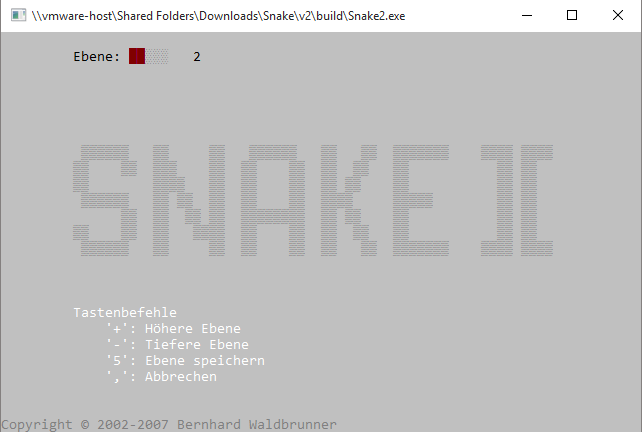 \\vmware-host\Shared Folders\Downloads\Snake\v2\build\Snake2.exe
Ebene: 2
SNAKE II
Tastenbefehle
'+': Höhere Ebene
'-': Tiefere Ebene
'5': Ebene speichern
',': Abbrechen
Copyright © 2002-2007 Bernhard Waldbrunner